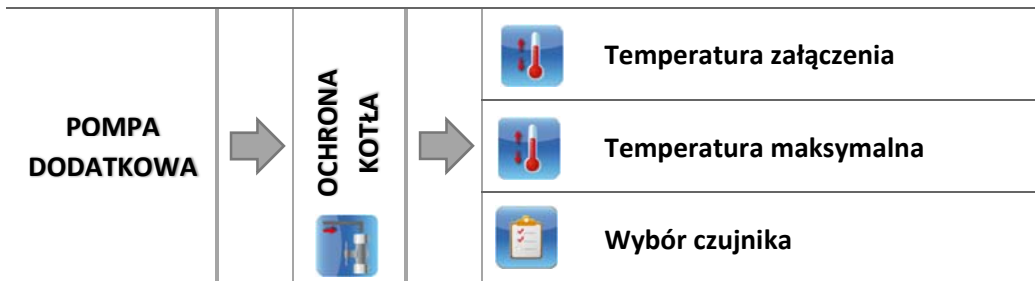 POMPA
DODATKOWA
OCHRONA
KOTŁA
Temperatura załączenia
Temperatura maksymalna
Wybór czujnika